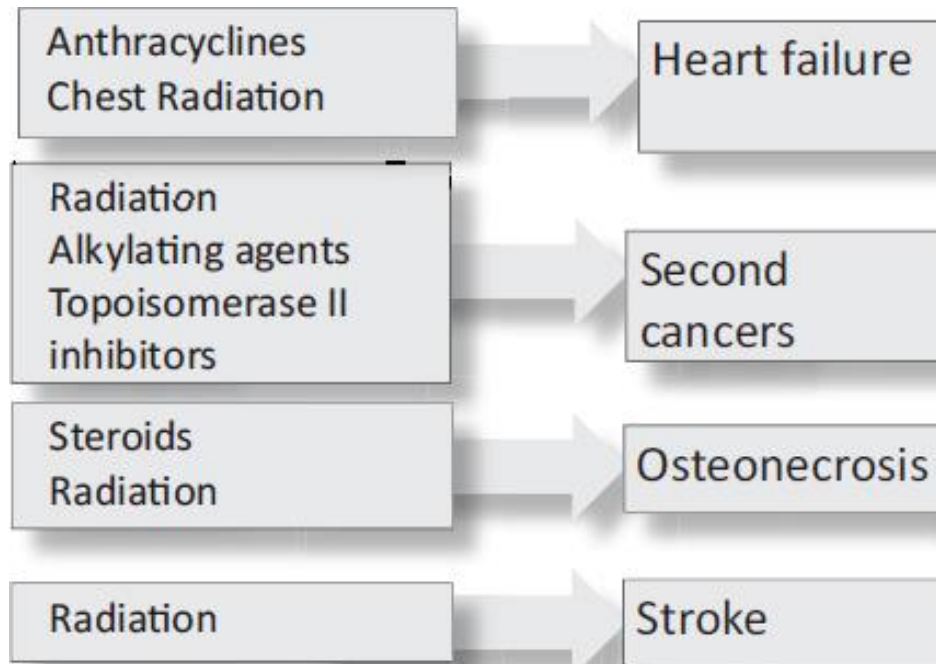 Anthracyclines
Chest Radiation
Heart failure
Radiation
Alkylating agents
Topoisomerase II
inhibitors
Second
cancers
Steroids
Radiation
Osteonecrosis
Radiation
Stroke